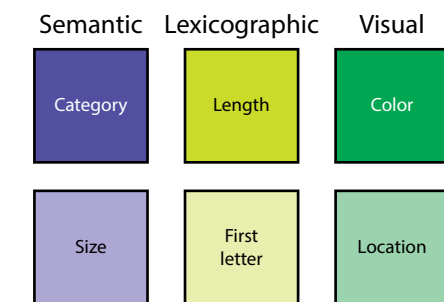 Semantic Lexicographic Visual
Category Length Color
Size First letter Location